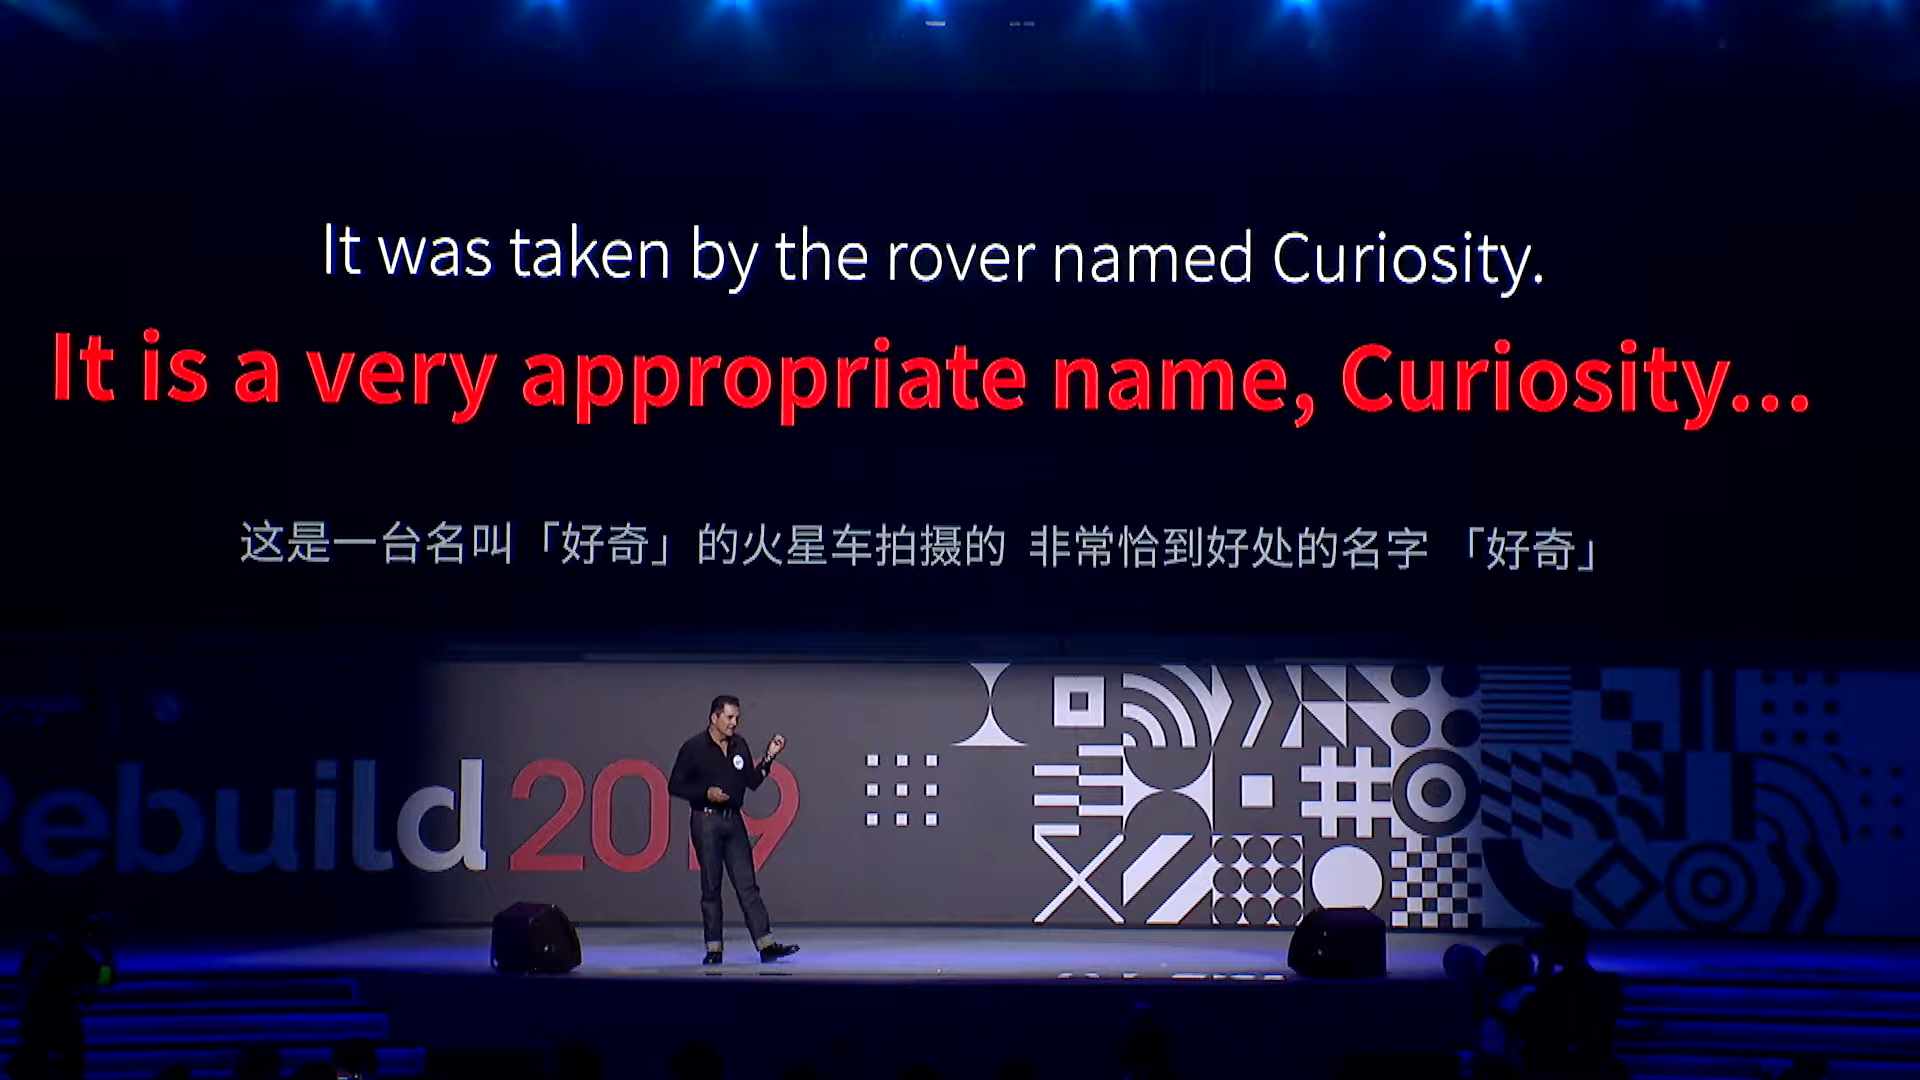 It was taken by the rover named Curiosity.
It is a very appropriate name, Curiosity...
这是一台名叫「好奇」的火星车拍摄的 非常恰到好处的名字 「好奇」
Rebuild 2019